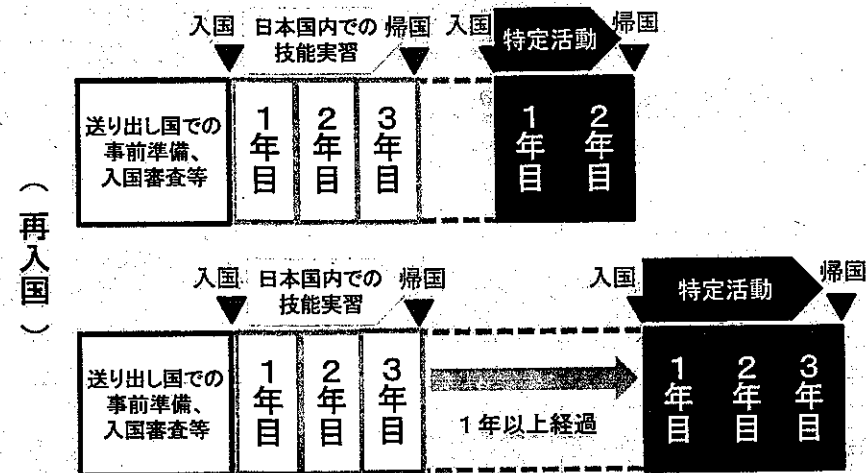 （再入国）
入国
日本国内での
技能実習
帰国
入国
特定活動
帰国
送り出し国での
事前準備、
入国審査等
1年目
2年目
3年目
1年目
2年目
入国
日本国内での
技能実習
帰国
入国
特定活動
帰国
送り出し国での
事前準備、
入国審査等
1年目
2年目
3年目
1年以上経過
1年目
2年目
3年目